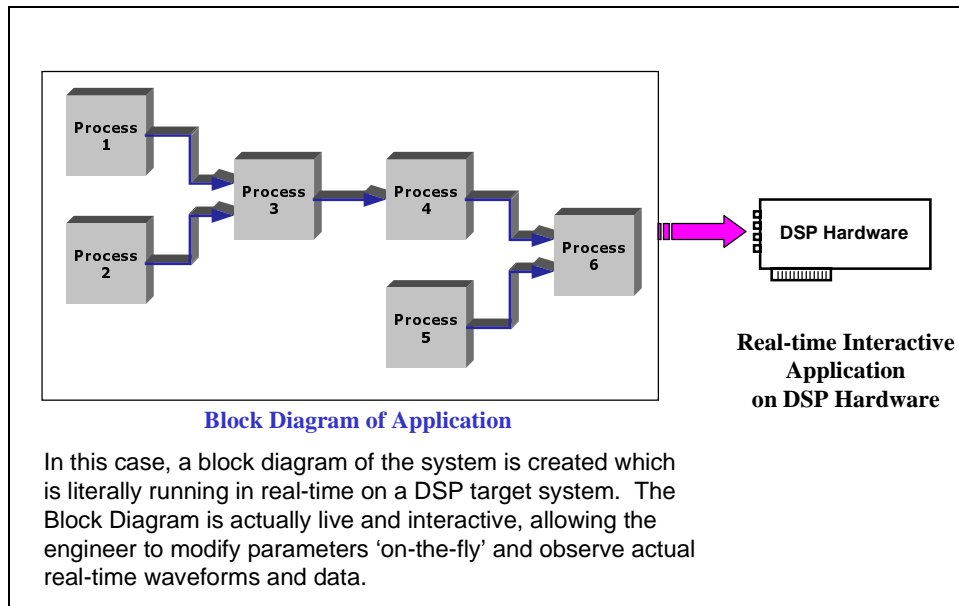 Process
1
Process
2
Process
3
Process
4
Process
5
Process
6
DSP Hardware
Real-time Interactive
Application
on DSP Hardware
Block Diagram of Application
In this case, a block diagram of the system is created which
is literally running in real-time on a DSP target system.  The
Block Diagram is actually live and interactive, allowing the
engineer to modify parameters ‘on-the-fly’ and observe actual
real-time waveforms and data.